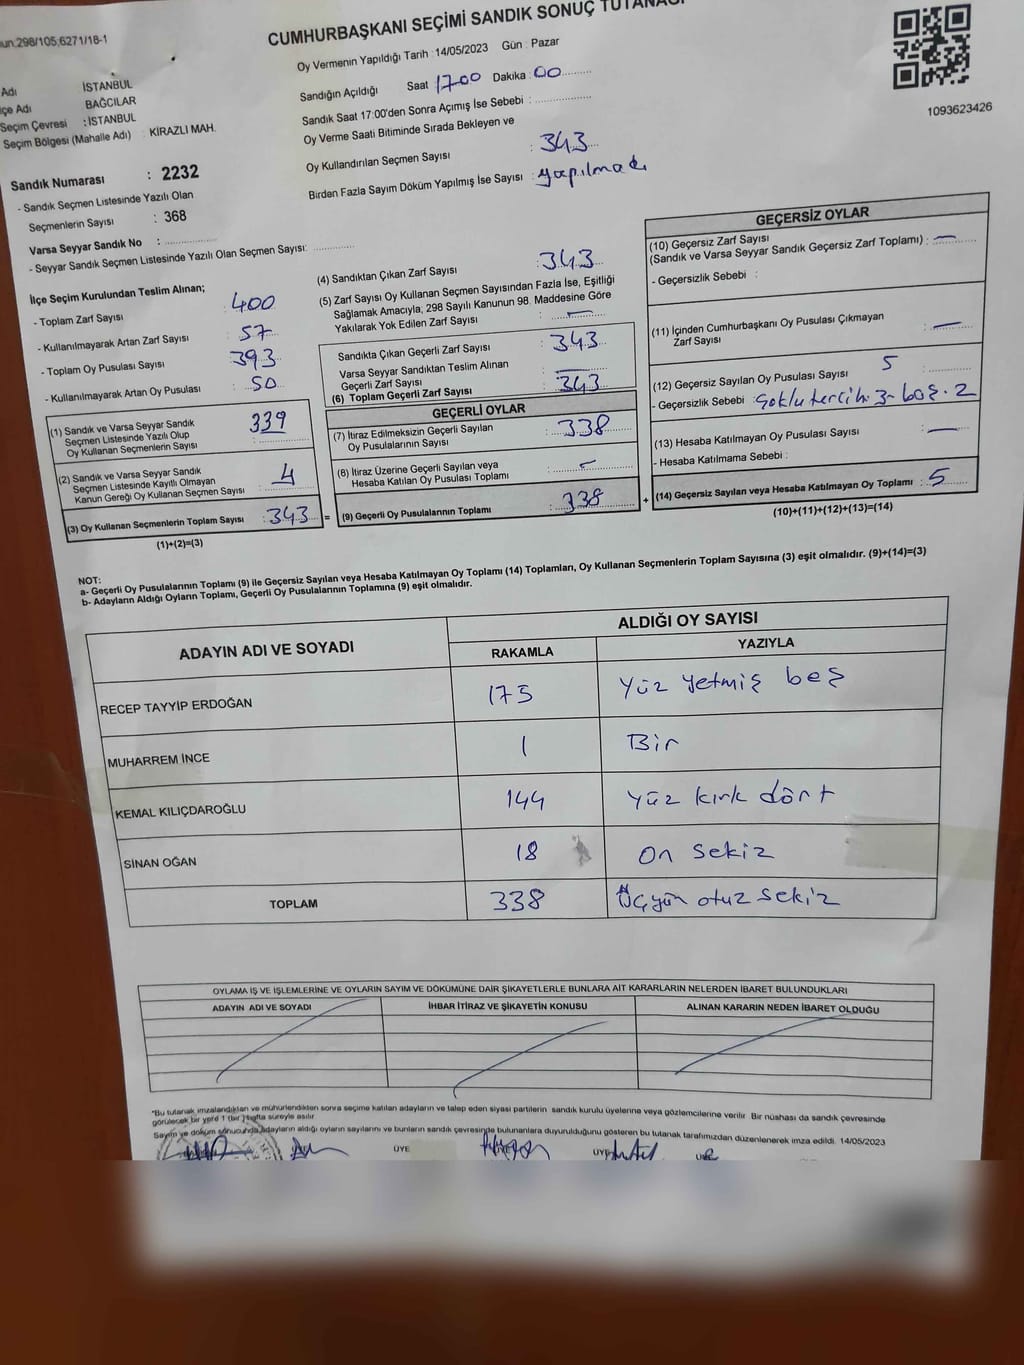 CUMHURBAŞKANI SEÇİMİ SANDIK SONUÇ TUTANAĞI
298/105,6271/18-1
Oy Vermenin Yapıldığı Tarih : 14/05/2023 Gün : Pazar
Sandığın Açıldığı Saat 17.00 Dakika : 00
Sandık Saat 17:00'den Sonra Açımış İse Sebebi :
Oy Verme Saati Bitiminde Sırada Bekleyen ve
Oy Kullandırılan Seçmen Sayısı : 343
Birden Fazla Sayım Döküm Yapılmış İse Sayısı : yapılmadı
1093623426
Adı İSTANBUL
çe Adı BAĞCILAR
Seçim Çevresi : İSTANBUL
Seçim Bölgesi (Mahalle Adı) : KİRAZLI MAH.
Sandık Numarası : 2232
- Sandık Seçmen Listesinde Yazılı Olan
Seçmenlerin Sayısı : 368
Varsa Seyyar Sandık No :
- Seyyar Sandık Seçmen Listesinde Yazılı Olan Seçmen Sayısı:
İlçe Seçim Kurulundan Teslim Alınan;
- Toplam Zarf Sayısı : 400
- Kullanılmayarak Artan Zarf Sayısı : 57
- Toplam Oy Pusulası Sayısı : 393
- Kullanılmayarak Artan Oy Pusulası : 50
(1) Sandık ve Varsa Seyyar Sandık
Seçmen Listesinde Yazılı Olup
Oy Kullanan Seçmenlerin Sayısı : 339
(2) Sandık ve Varsa Seyyar Sandık
Seçmen Listesinde Kayıtlı Olmayan
Kanun Gereği Oy Kullanan Seçmen Sayısı : 4
(3) Oy Kullanan Seçmenlerin Toplam Sayısı : 343 =
(1)+(2)=(3)
(4) Sandıktan Çıkan Zarf Sayısı : 343
(5) Zarf Sayısı Oy Kullanan Seçmen Sayısından Fazla İse, Eşitliği
Sağlamak Amacıyla, 298 Sayılı Kanunun 98. Maddesine Göre
Yakılarak Yok Edilen Zarf Sayısı : —
Sandıkta Çıkan Geçerli Zarf Sayısı : 343
Varsa Seyyar Sandıktan Teslim Alınan
Geçerli Zarf Sayısı : —
(6) Toplam Geçerli Zarf Sayısı : 343
GEÇERLİ OYLAR
(7) İtiraz Edilmeksizin Geçerli Sayılan
Oy Pusulalarının Sayısı : 338
(8) İtiraz Üzerine Geçerli Sayılan veya
Hesaba Katılan Oy Pusulası Toplamı : —
(9) Geçerli Oy Pusulalarının Toplamı : 338 +
GEÇERSİZ OYLAR
(10) Geçersiz Zarf Sayısı
(Sandık ve Varsa Seyyar Sandık Geçersiz Zarf Toplamı) : —
- Geçersizlik Sebebi :
(11) İçinden Cumhurbaşkanı Oy Pusulası Çıkmayan
Zarf Sayısı : —
(12) Geçersiz Sayılan Oy Pusulası Sayısı : 5
- Geçersizlik Sebebi : Çoklu tercih. 3 - boş. 2
(13) Hesaba Katılmayan Oy Pusulası Sayısı : —
- Hesaba Katılmama Sebebi :
(14) Geçersiz Sayılan veya Hesaba Katılmayan Oy Toplamı : 5
(10)+(11)+(12)+(13)=(14)
NOT:
a- Geçerli Oy Pusulalarının Toplamı (9) ile Geçersiz Sayılan veya Hesaba Katılmayan Oy Toplamı (14) Toplamları, Oy Kullanan Seçmenlerin Toplam Sayısına (3) eşit olmalıdır. (9)+(14)=(3)
b- Adayların Aldığı Oyların Toplamı, Geçerli Oy Pusulalarının Toplamına (9) eşit olmalıdır.
ADAYIN ADI VE SOYADI ALDIĞI OY SAYISI
RAKAMLA YAZIYLA
RECEP TAYYİP ERDOĞAN 175 Yüz Yetmiş beş
MUHARREM İNCE 1 Bir
KEMAL KILIÇDAROĞLU 144 Yüz kırk dört
SİNAN OĞAN 18 on sekiz
TOPLAM 338 Üçyün otuz sekiz
OYLAMA İŞ VE İŞLEMLERİNE VE OYLARIN SAYIM VE DÖKÜMÜNE DAİR ŞİKAYETLERLE BUNLARA AİT KARARLARIN NELERDEN İBARET BULUNDUKLARI
ADAYIN ADI VE SOYADI İHBAR İTİRAZ VE ŞİKAYETİN KONUSU ALINAN KARARIN NEDEN İBARET OLDUĞU
*Bu tutanak imzalandıktan ve mühürlendikten sonra seçime katılan adayların ve talep eden siyasi partilerin sandık kurulu üyelerine veya gözlemcilerine verilir. Bir nüshası da sandık çevresinde
görülecek bir yere 1 (bir) hafta süreyle asılır.
Sayım ve döküm sonucunda,adayların aldığı oyların sayılarını ve bunların sandık çevresinde bulunanlara duyurulduğunu gösteren bu tutanak tarafımızdan düzenlenerek imza edildi. 14/05/2023
ÜYE ÜYE ÜYE